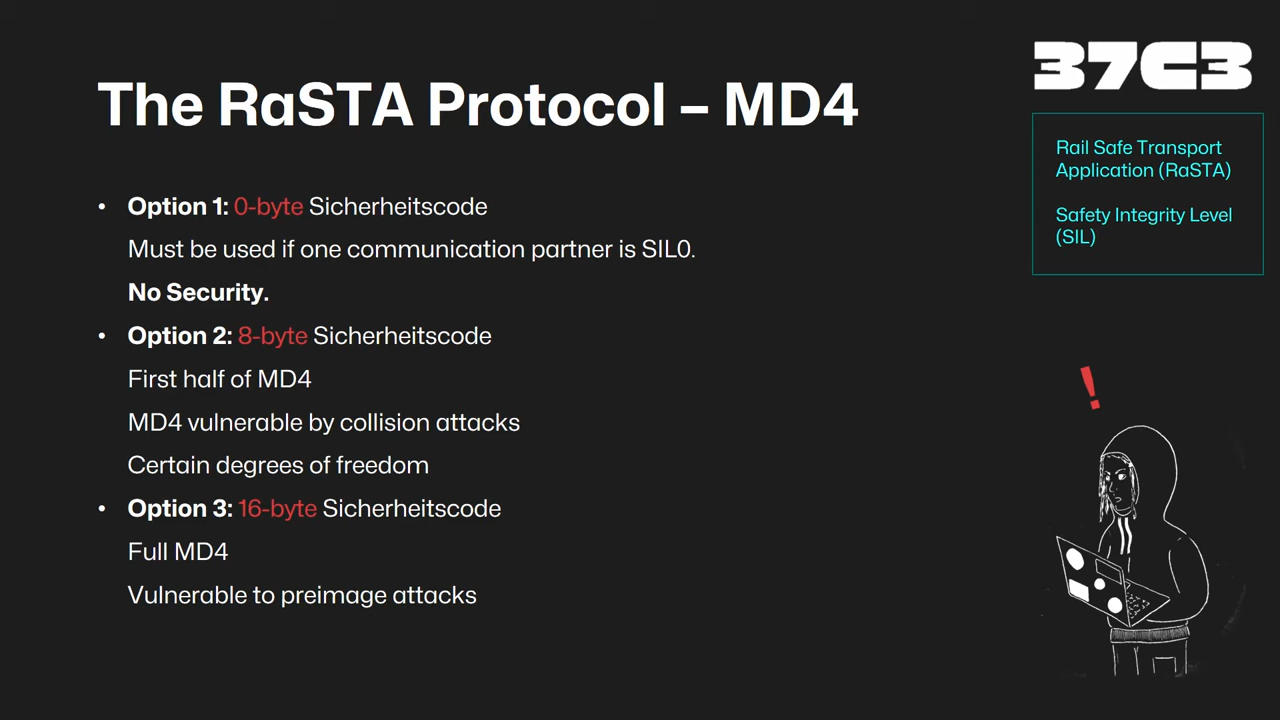 37C3
The RaSTA Protocol – MD4
Rail Safe Transport
Application (RaSTA)
Safety Integrity Level
(SIL)
• Option 1: 0-byte Sicherheitscode
Must be used if one communication partner is SIL0.
No Security.
• Option 2: 8-byte Sicherheitscode
First half of MD4
MD4 vulnerable by collision attacks
Certain degrees of freedom
• Option 3: 16-byte Sicherheitscode
Full MD4
Vulnerable to preimage attacks
!